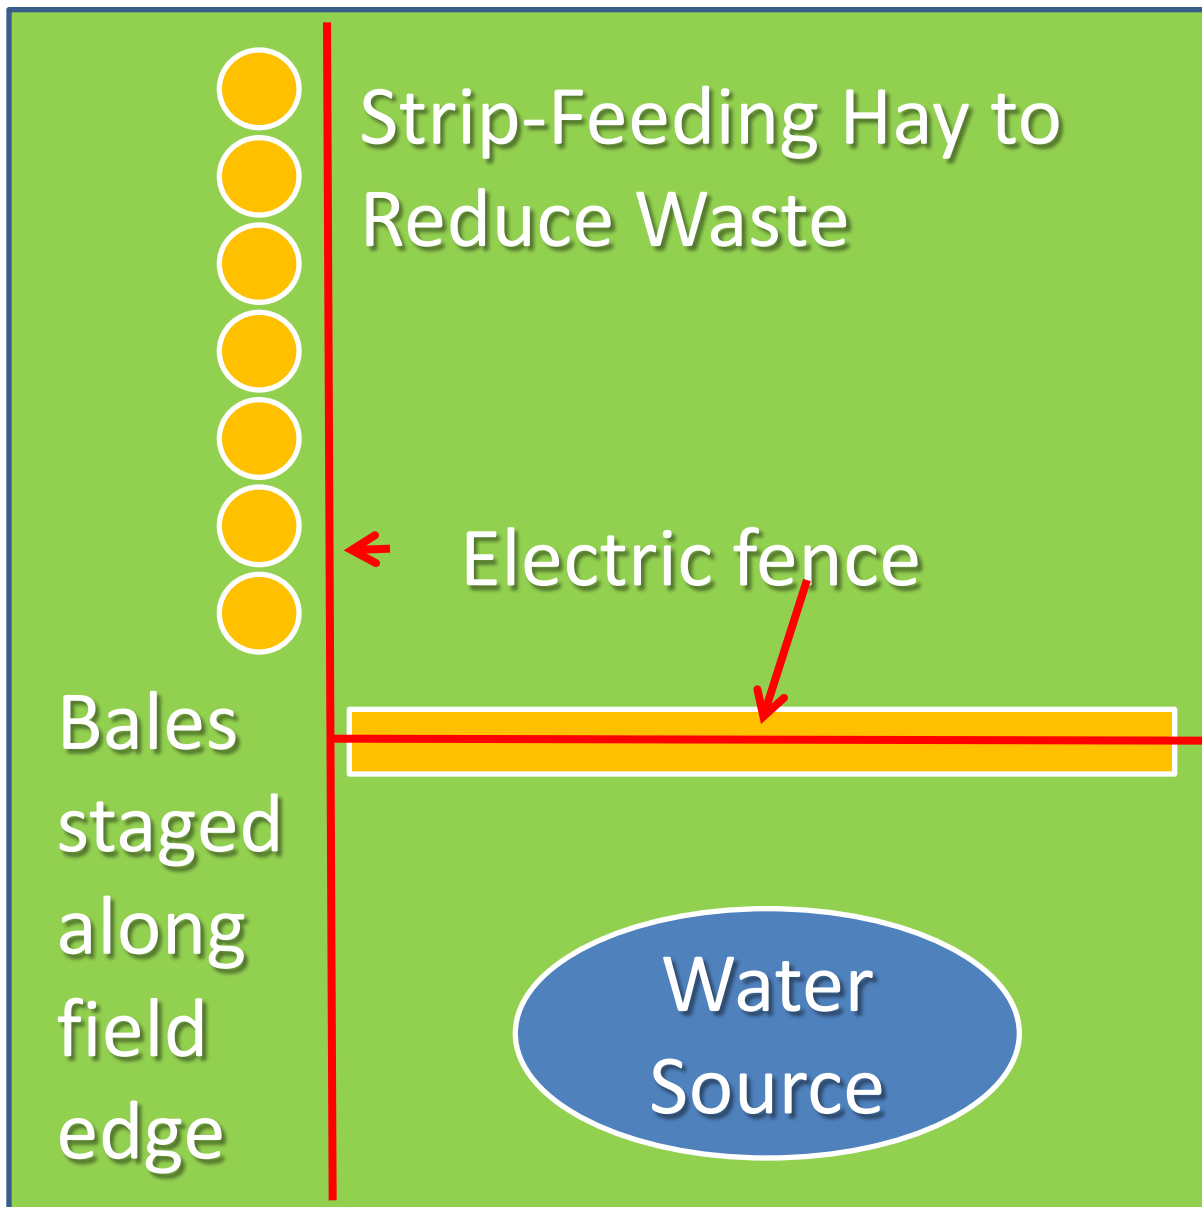 Strip-Feeding Hay to
Reduce Waste
Electric fence
Bales
staged
along
field
edge
Water
Source